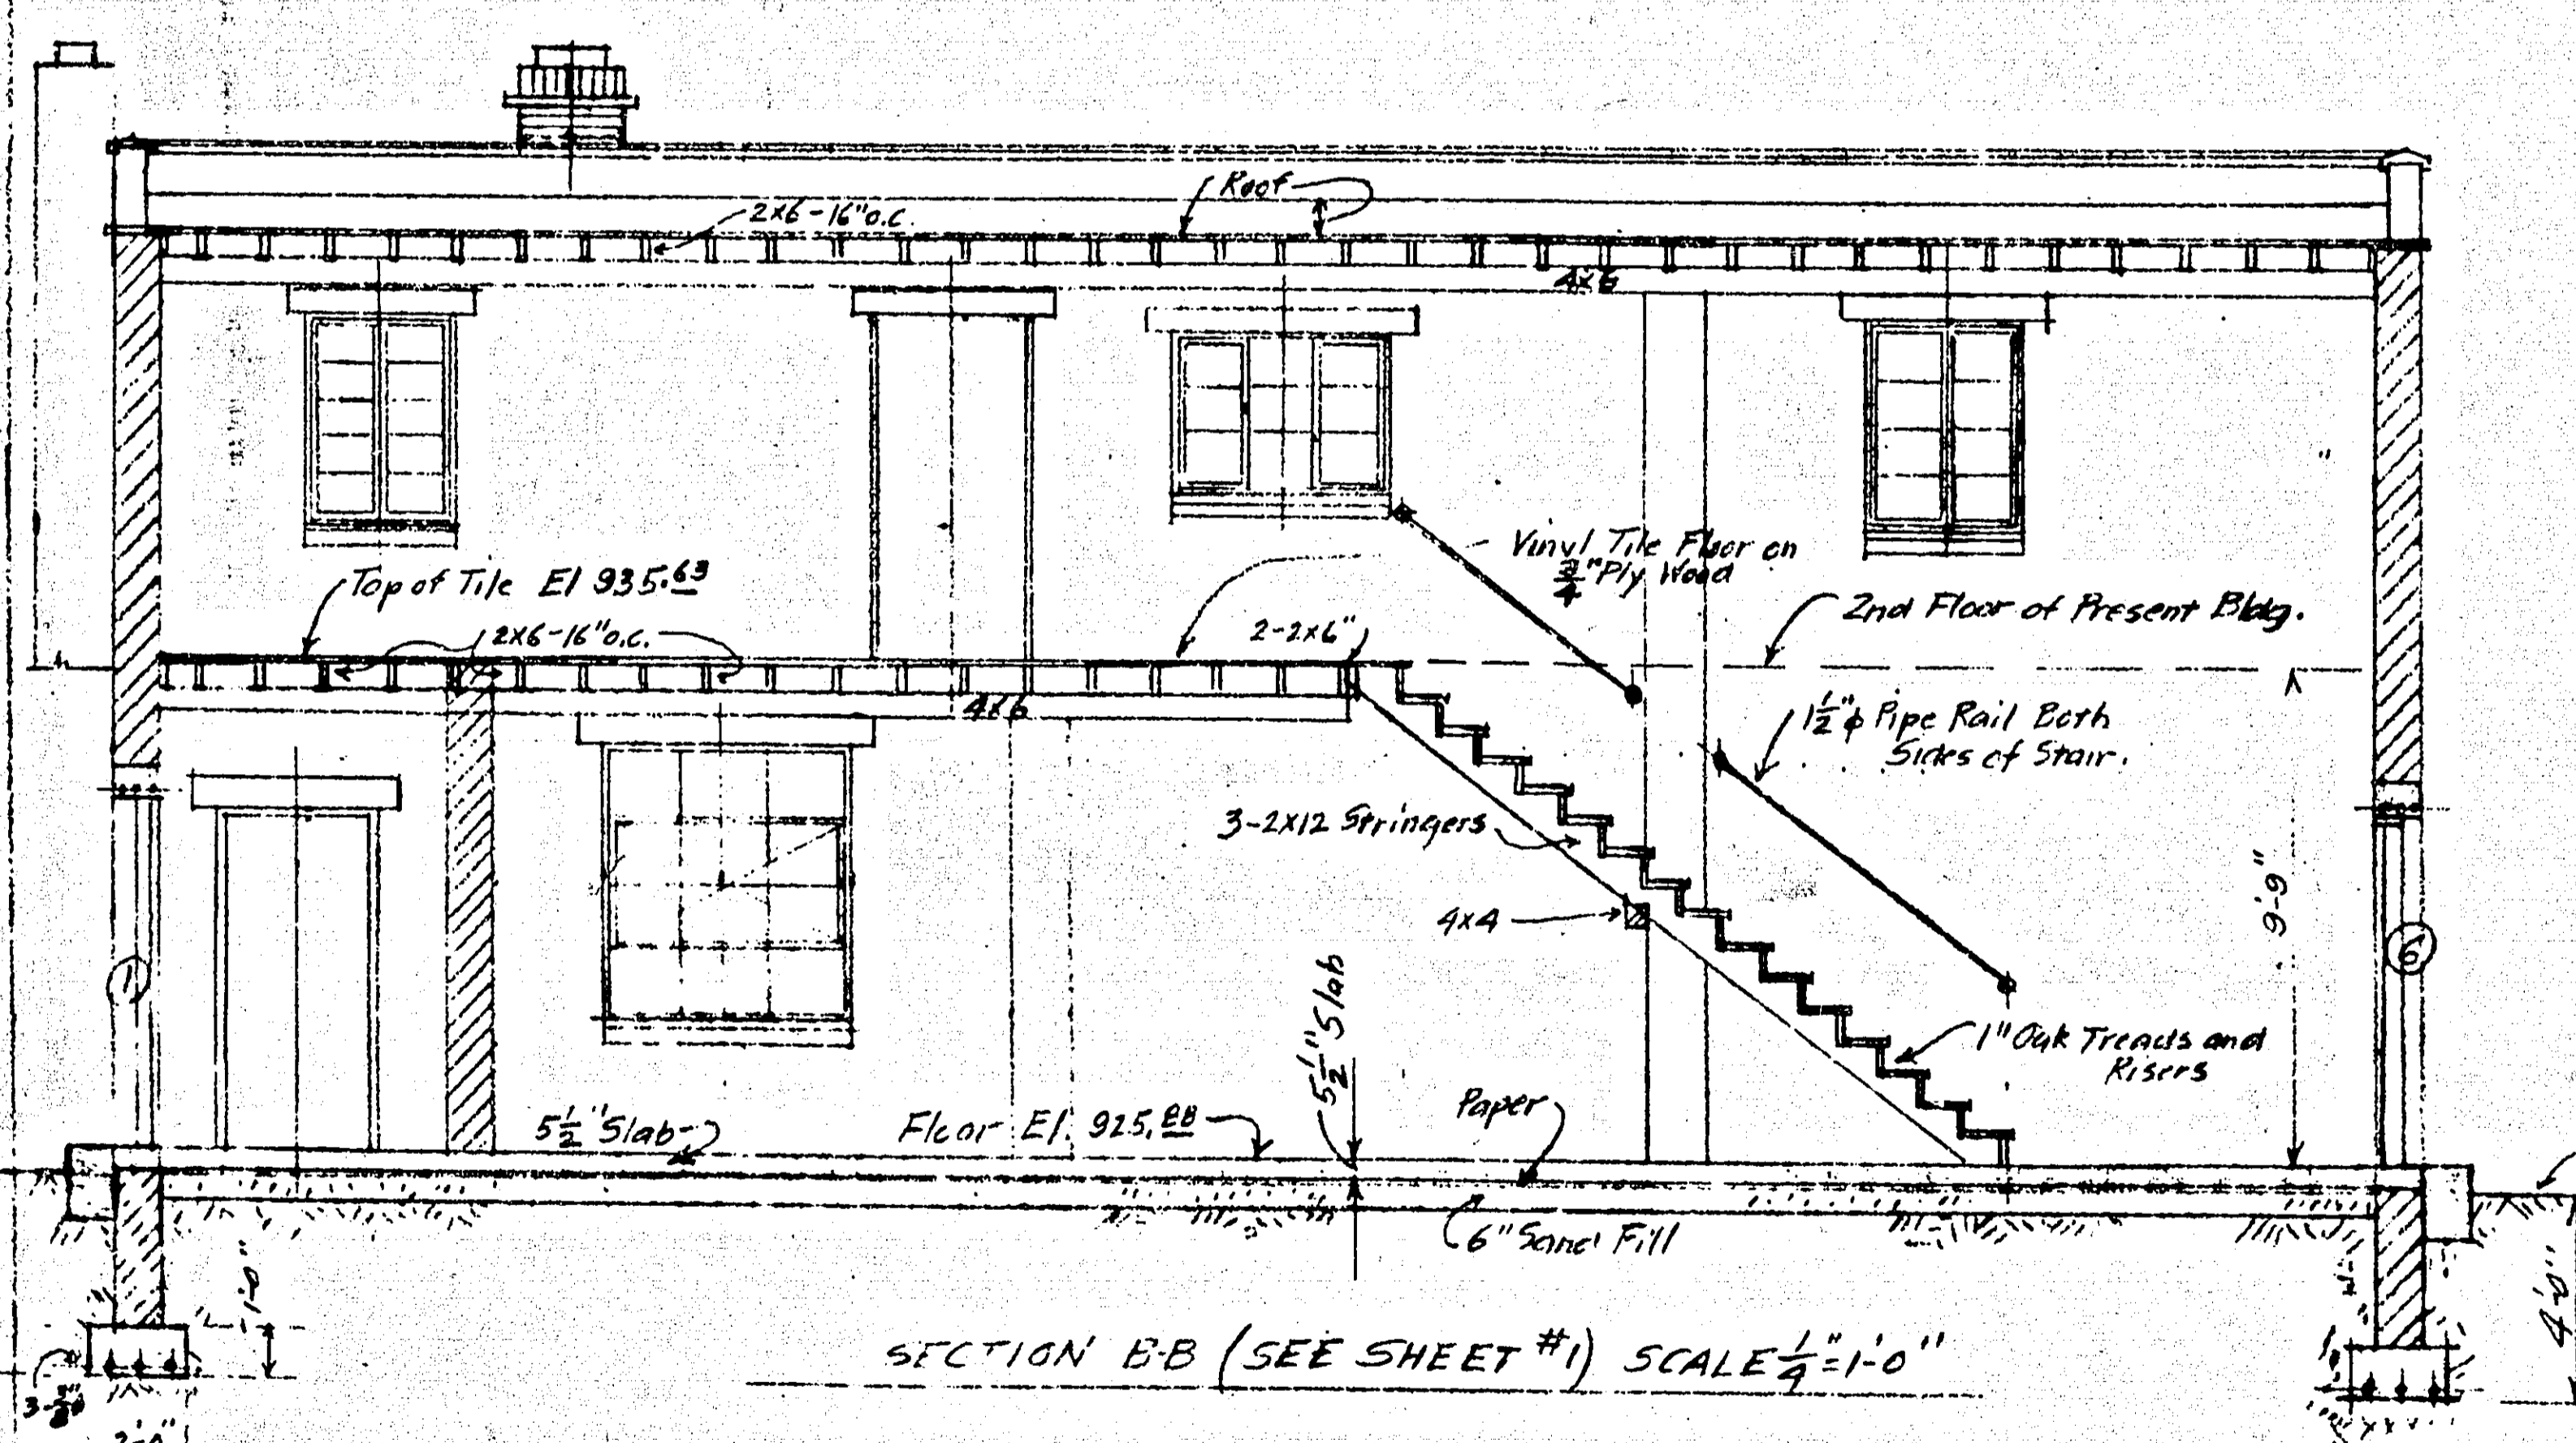 Roof
2x6-16"o.c.
4x6
Vinyl Tile Floor on
3/4" Ply Wood
Top of Tile El 935.63
2x6-16"o.c.
2-2x6"
2nd Floor of Present Bldg.
4x6
1 1/2"ϕ Pipe Rail Both
Sides of Stair.
3-2x12 Stringers
9'-9"
4x4
1
6
5 1/2" Slab
1" Oak Treads and
Risers
Paper
5 1/2" Slab
Floor El. 925.88
6" Sand Fill
1'-0"
4'-0"
SECTION B-B (SEE SHEET #1) SCALE 1/4"=1'-0"
2'-0"